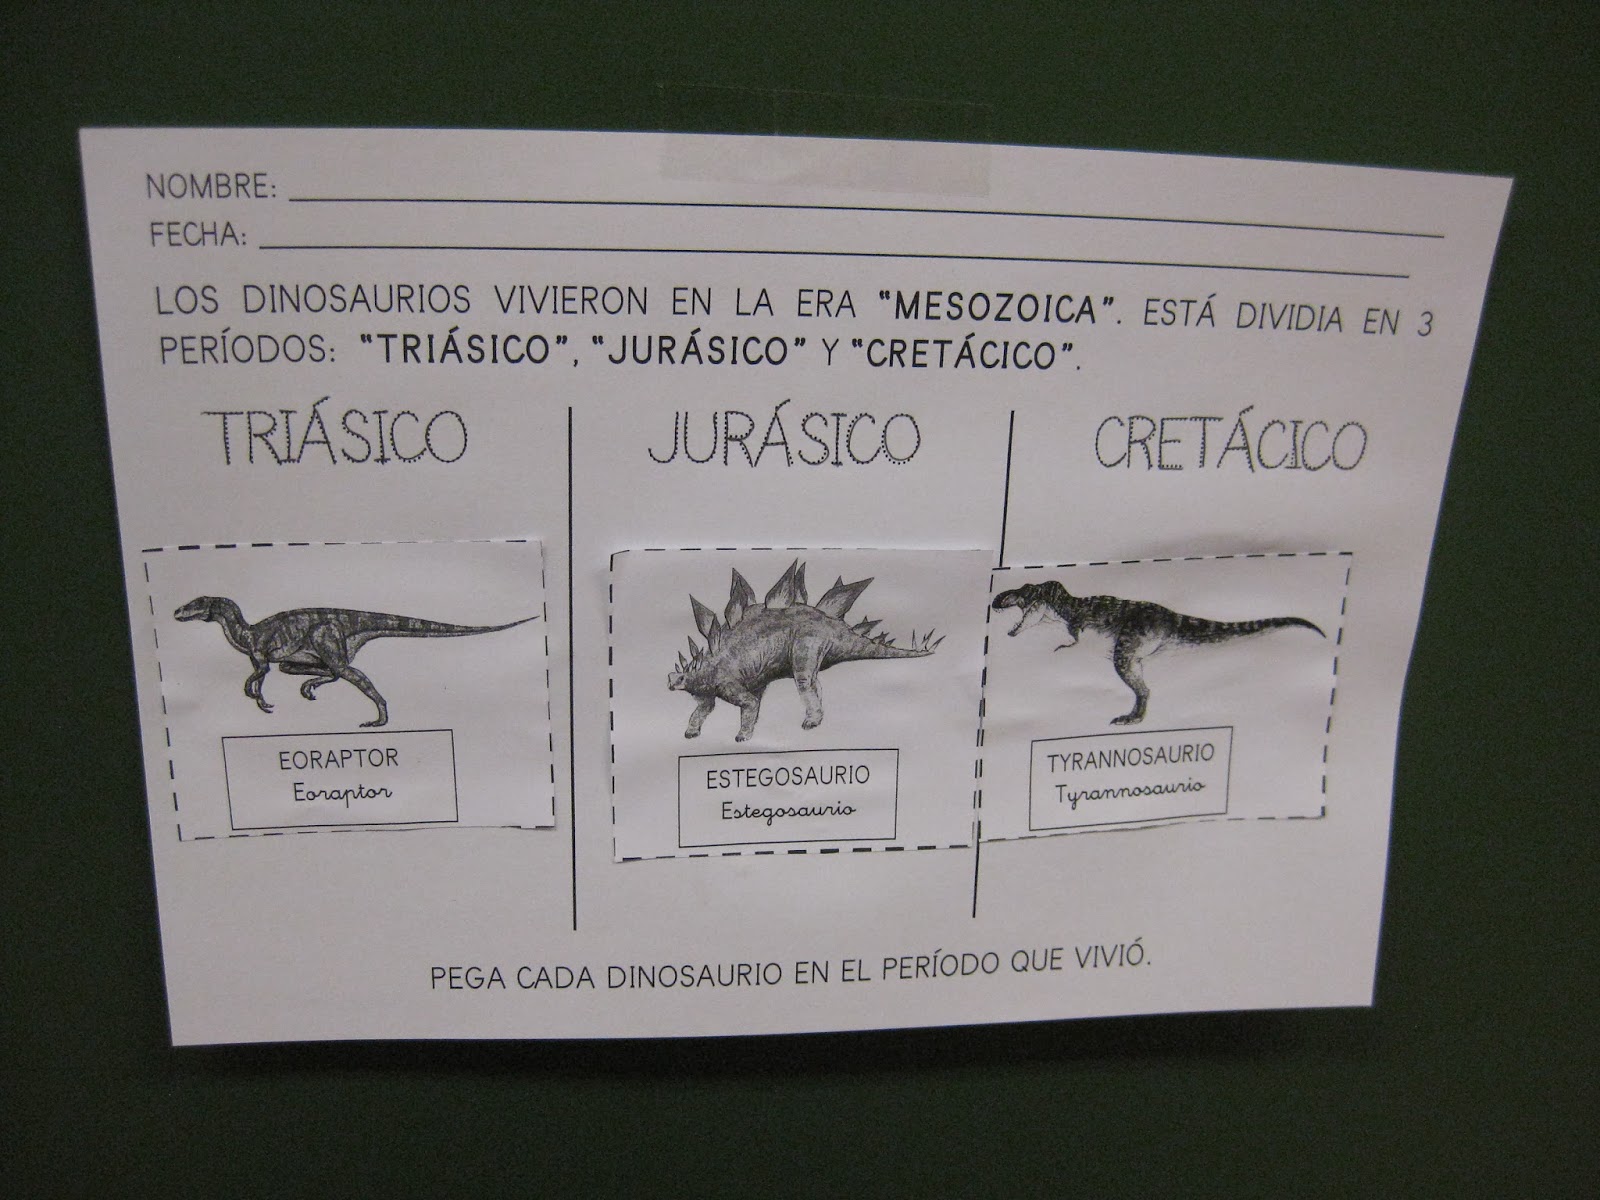 NOMBRE:
FECHA:
LOS DINOSAURIOS VIVIERON EN LA ERA “MESOZOICA”. ESTÁ DIVIDIA EN 3
PERÍODOS: “TRIÁSICO”, “JURÁSICO” Y “CRETÁCICO”.
TRIÁSICO
JURÁSICO
CRETÁCICO
EORAPTOR
Eoraptor
ESTEGOSAURIO
Estegosaurio
TYRANNOSAURIO
Tyrannosaurio
PEGA CADA DINOSAURIO EN EL PERÍODO QUE VIVIÓ.